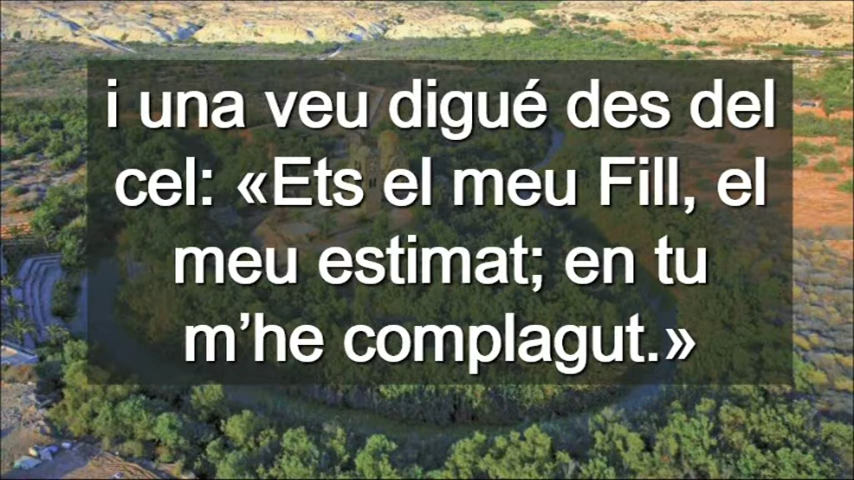 i una veu digué des del
cel: «Ets el meu Fill, el
meu estimat; en tu
m’he complagut.»